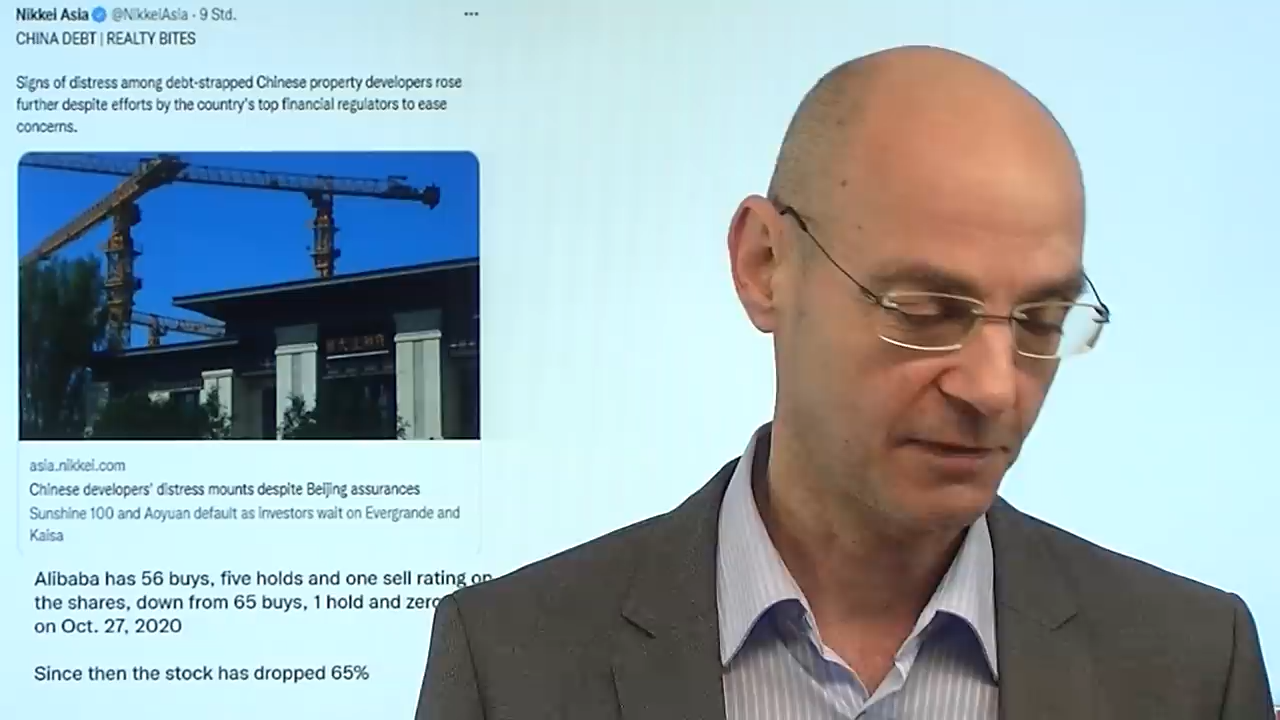 Nikkei Asia @NikkeiAsia · 9 Std. ...
CHINA DEBT | REALTY BITES
Signs of distress among debt-strapped Chinese property developers rose
further despite efforts by the country's top financial regulators to ease
concerns.
asia.nikkei.com
Chinese developers' distress mounts despite Beijing assurances
Sunshine 100 and Aoyuan default as investors wait on Evergrande and
Kaisa
Alibaba has 56 buys, five holds and one sell rating on
the shares, down from 65 buys, 1 hold and zero
on Oct. 27, 2020
Since then the stock has dropped 65%